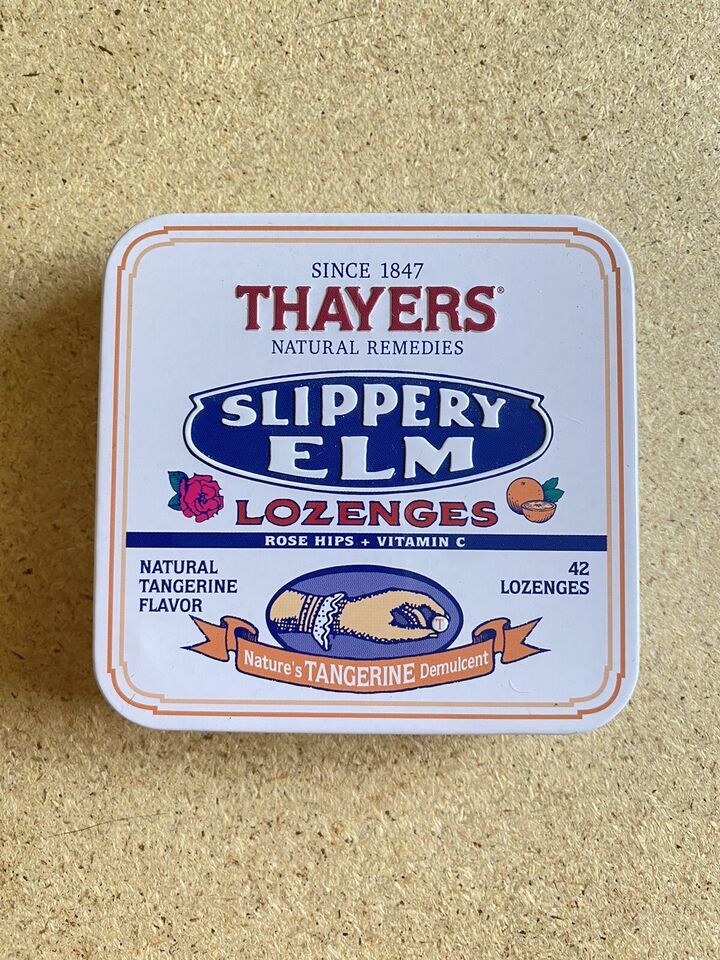 SINCE 1847
THAYERS®
NATURAL REMEDIES
SLIPPERY
ELM
LOZENGES
ROSE HIPS + VITAMIN C
NATURAL
TANGERINE
FLAVOR
42
LOZENGES
T
Nature's TANGERINE Demulcent